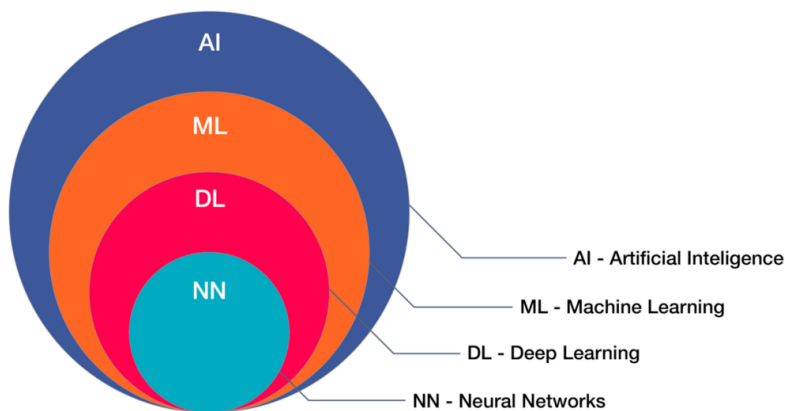 AI
ML
DL
NN
AI - Artificial Inteligence
ML - Machine Learning
DL - Deep Learning
NN - Neural Networks